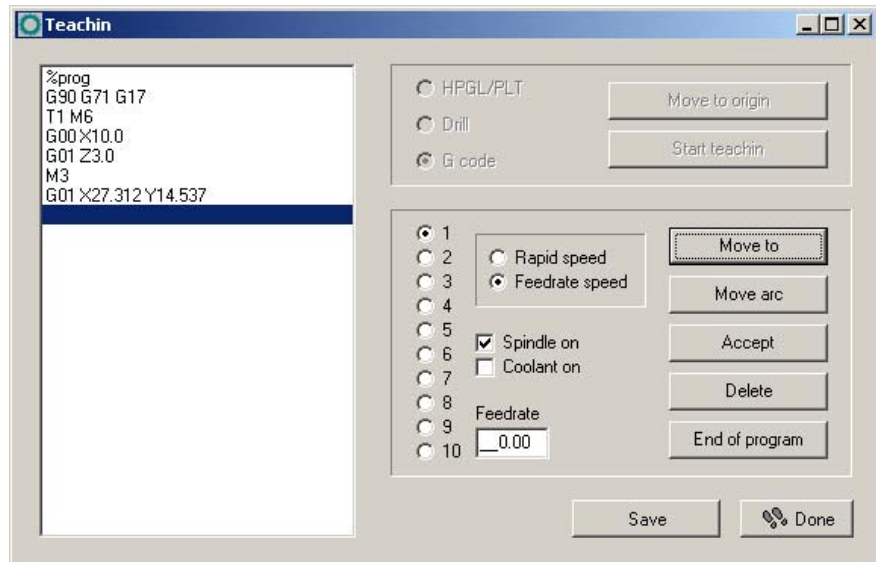 Teachin
%prog
G90 G71 G17
T1 M6
G00 X10.0
G01 Z3.0
M3
G01 X27.312 Y14.537
HPGL/PLT
Drill
G code
Move to origin
Start teachin
1
2
3
4
5
6
7
8
9
10
Rapid speed
Feedrate speed
Spindle on
Coolant on
Feedrate
__0.00
Move to
Move arc
Accept
Delete
End of program
Save
Done